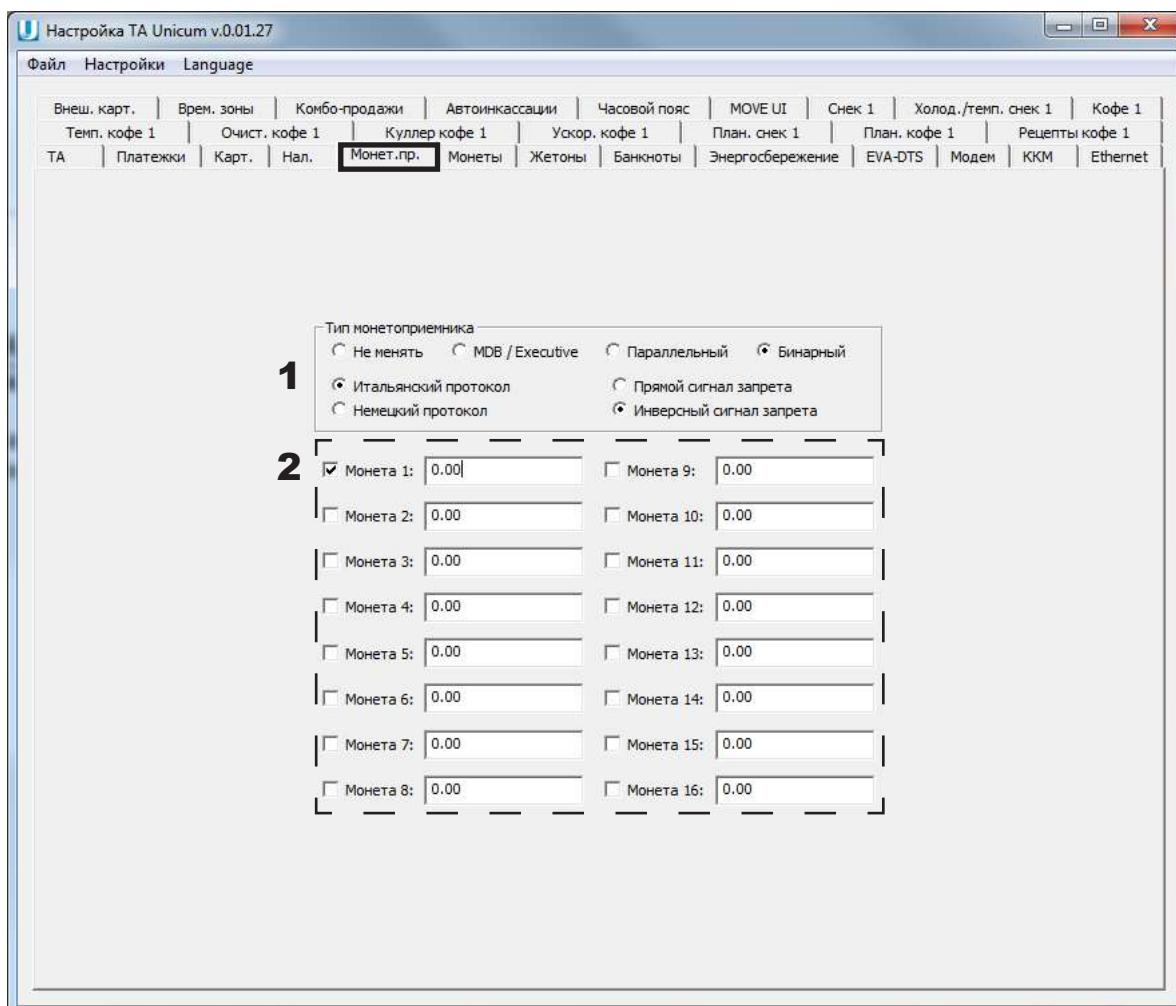 Настройка TA Unicum v.0.01.27
Файл Настройки Language
Внеш. карт. Врем. зоны Комбо-продажи Автоинкассации Часовой пояс MOVE UI Снек 1 Холод./темп. снек 1 Кофе 1
Темп. кофе 1 Очист. кофе 1 Куллер кофе 1 Ускор. кофе 1 План. снек 1 План. кофе 1 Рецепты кофе 1
ТА Платежки Карт. Нал. Монет.пр. Монеты Жетоны Банкноты Энергосбережение EVA-DTS Модем ККМ Ethernet
Тип монетоприемника
Не менять MDB / Executive Параллельный Бинарный
1
Итальянский протокол Прямой сигнал запрета
Немецкий протокол Инверсный сигнал запрета
2 Монета 1: 0.00 Монета 9: 0.00
Монета 2: 0.00 Монета 10: 0.00
Монета 3: 0.00 Монета 11: 0.00
Монета 4: 0.00 Монета 12: 0.00
Монета 5: 0.00 Монета 13: 0.00
Монета 6: 0.00 Монета 14: 0.00
Монета 7: 0.00 Монета 15: 0.00
Монета 8: 0.00 Монета 16: 0.00